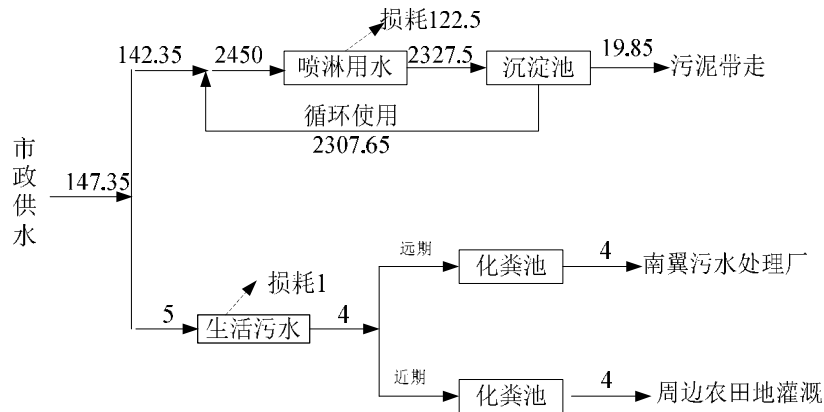 损耗122.5
142.35
2450
喷淋用水
2327.5
沉淀池
19.85
污泥带走
循环使用
2307.65
市政供水
147.35
远期
化粪池
4
南翼污水处理厂
损耗1
5
生活污水
4
近期
化粪池
4
周边农田地灌溉